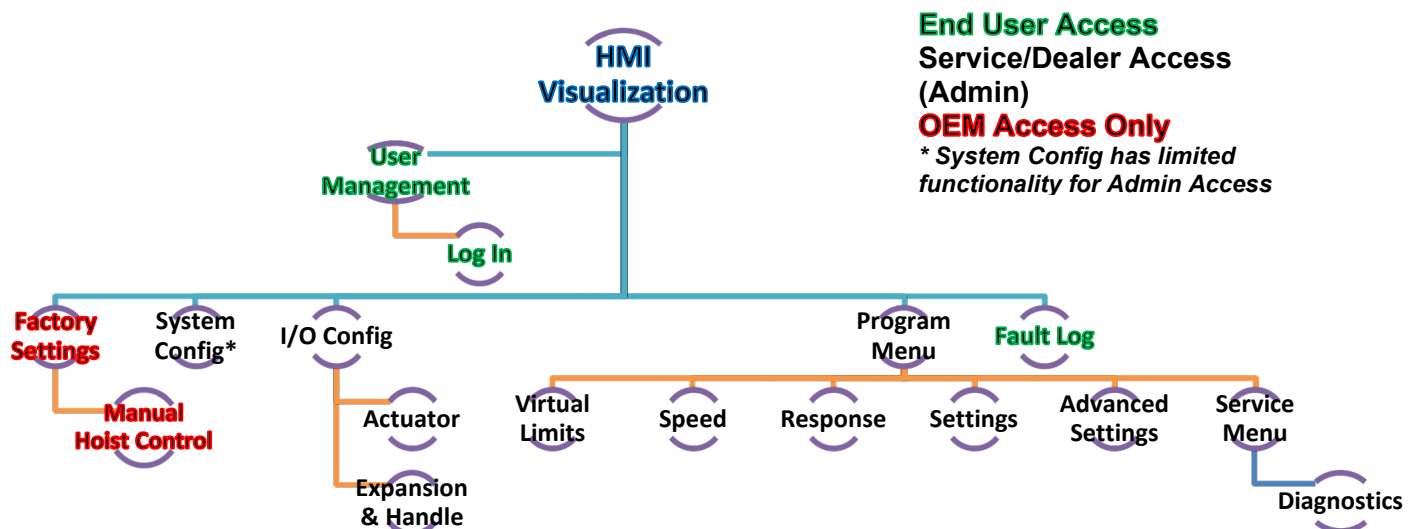 End User Access
Service/Dealer Access
(Admin)
OEM Access Only
* System Config has limited
functionality for Admin Access
HMI
Visualization
User
Management
Log In
Factory
Settings
System
Config*
I/O Config
Program
Menu
Fault Log
Manual
Hoist Control
Actuator
Expansion
& Handle
Virtual
Limits
Speed
Response
Settings
Advanced
Settings
Service
Menu
Diagnostics